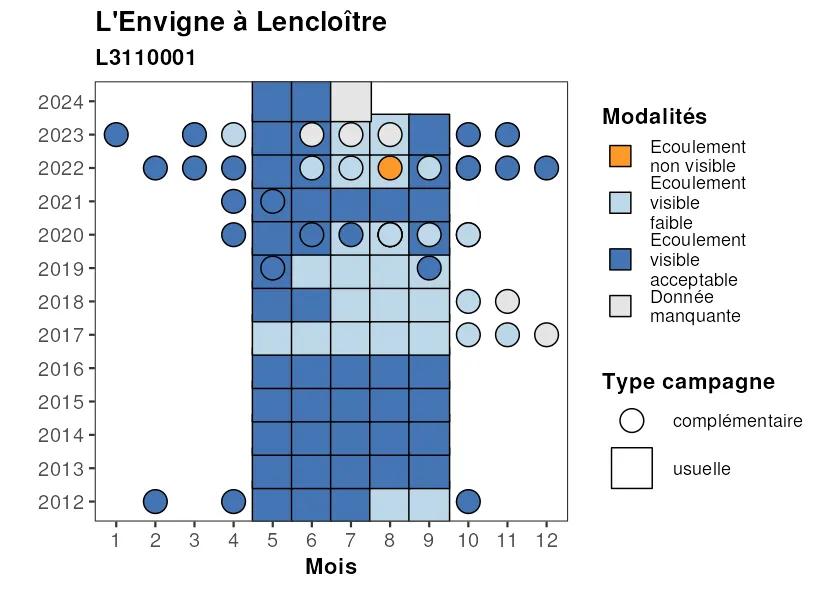 L'Envigne à Lencloître
L3110001
2024
2023
2022
2021
2020
2019
2018
2017
2016
2015
2014
2013
2012
1 2 3 4 5 6 7 8 9 10 11 12
Mois
Modalités
Ecoulement
non visible
Ecoulement
visible
faible
Ecoulement
visible
acceptable
Donnée
manquante
Type campagne
complémentaire
usuelle